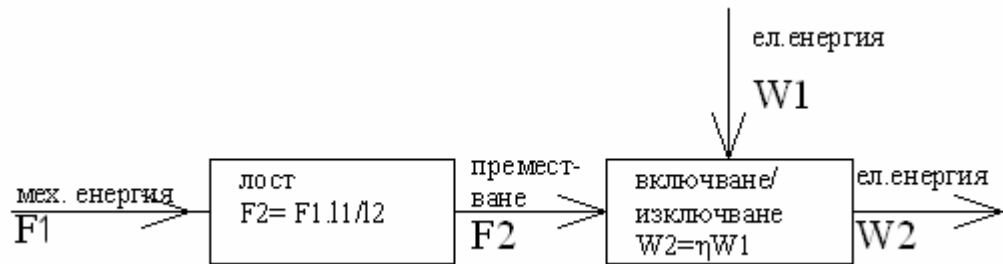 ел.енергия
W1
мех. енергия
F1
лост
F2= F1.l1/l2
премест-
ване
F2
включване/
изключване
W2=ηW1
ел.енергия
W2